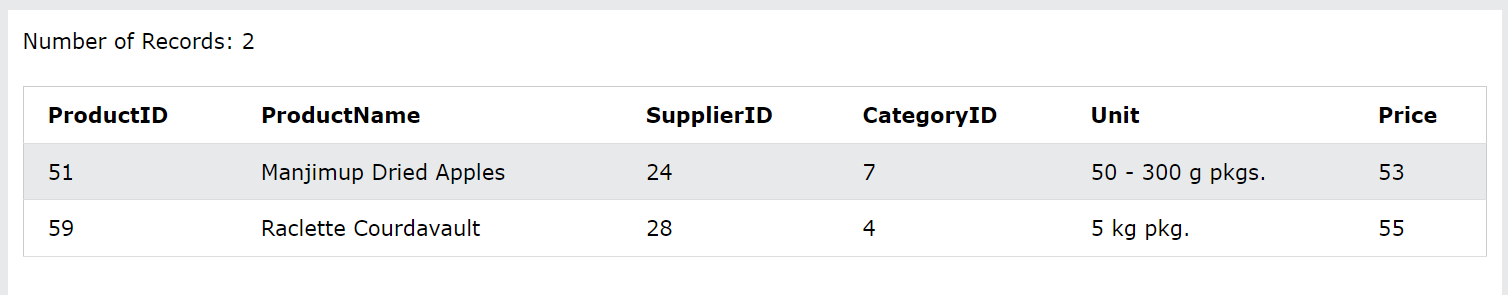 Number of Records: 2
ProductID ProductName SupplierID CategoryID Unit Price
51 Manjimup Dried Apples 24 7 50 - 300 g pkgs. 53
59 Raclette Courdavault 28 4 5 kg pkg. 55